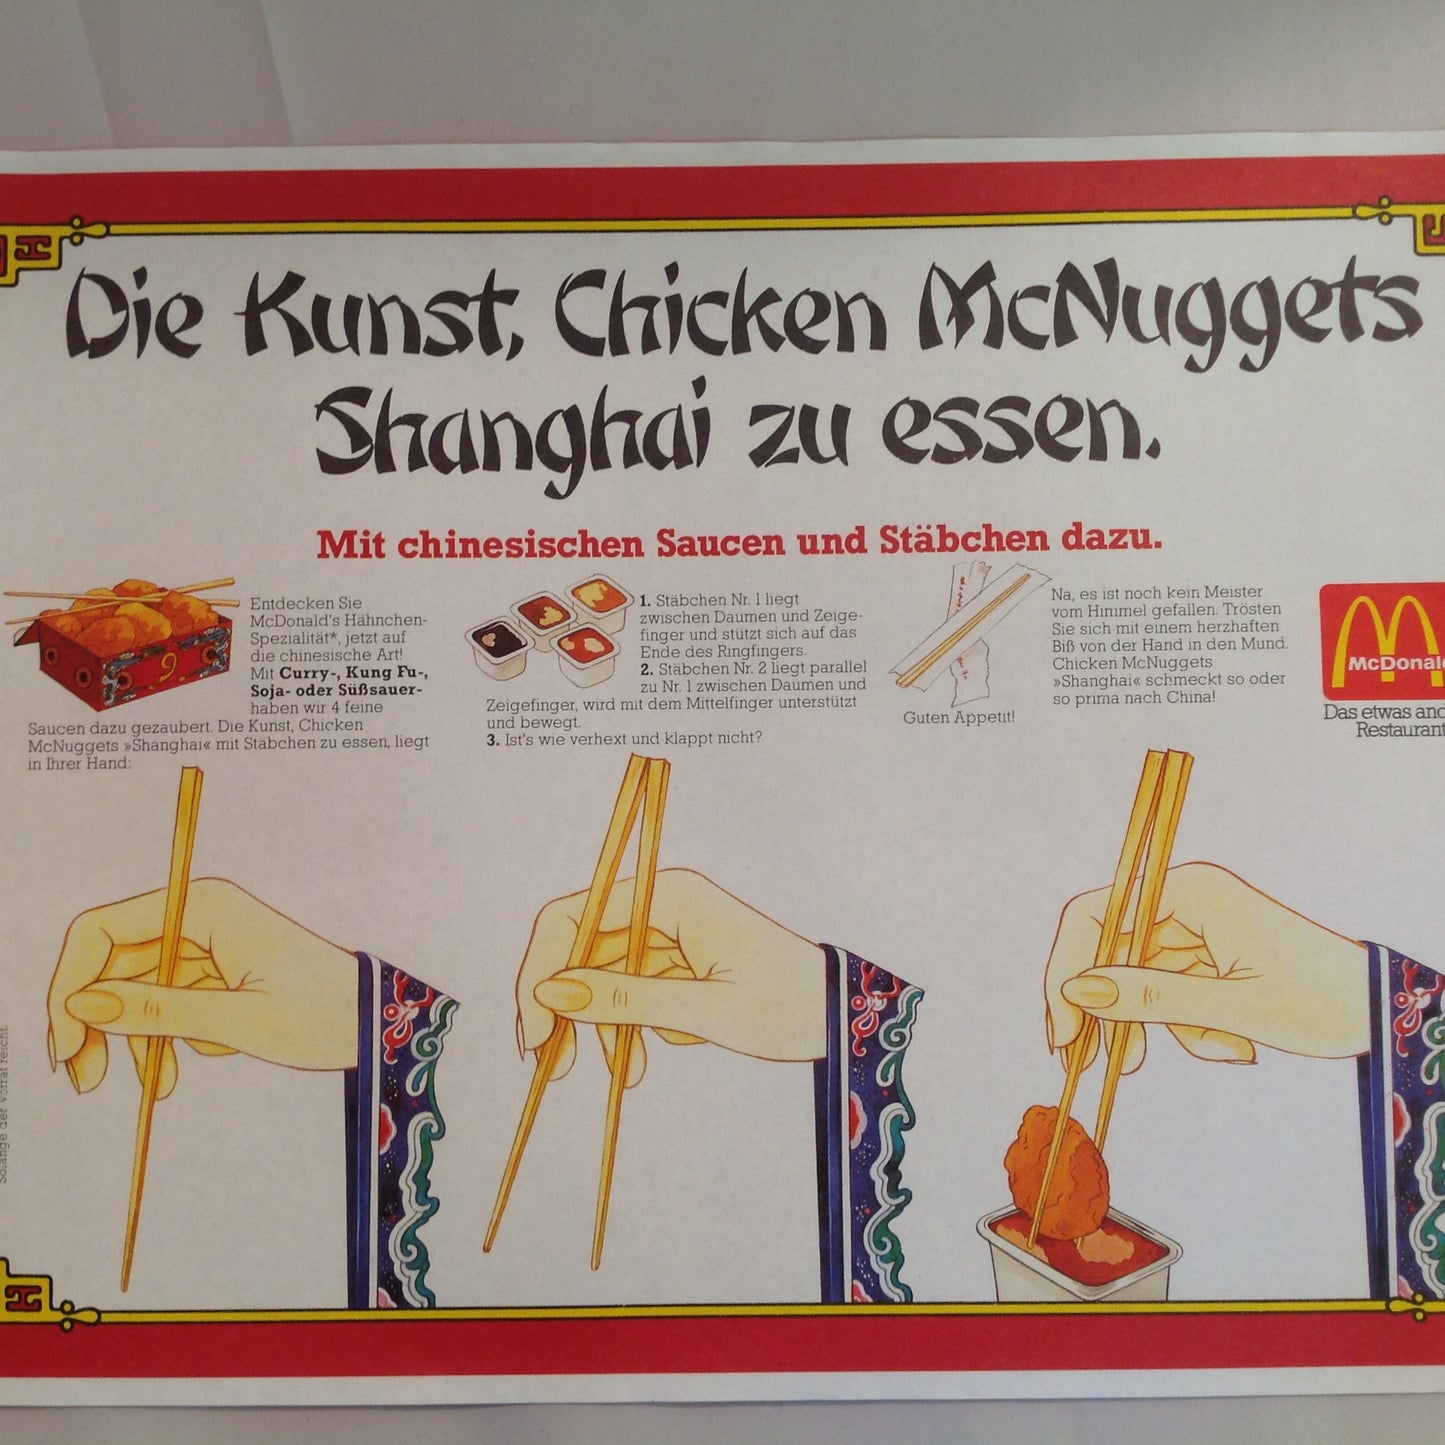 Die Kunst, Chicken McNuggets
Shanghai zu essen.
Mit chinesischen Saucen und Stäbchen dazu.
9
Entdecken Sie
McDonald's Hähnchen-
Spezialität*, jetzt auf
die chinesische Art!
Mit Curry-, Kung Fu-,
Soja- oder Süßsauer-
haben wir 4 feine
Saucen dazu gezaubert. Die Kunst, Chicken
McNuggets »Shanghai« mit Stäbchen zu essen, liegt
in Ihrer Hand:
1. Stäbchen Nr. 1 liegt
zwischen Daumen und Zeige-
finger und stützt sich auf das
Ende des Ringfingers.
2. Stäbchen Nr. 2 liegt parallel
zu Nr. 1 zwischen Daumen und
Zeigefinger, wird mit dem Mittelfinger unterstützt
und bewegt.
3. Ist's wie verhext und klappt nicht?
Guten Appetit!
Na, es ist noch kein Meister
vom Himmel gefallen. Trösten
Sie sich mit einem herzhaften
Biß von der Hand in den Mund.
Chicken McNuggets
»Shanghai« schmeckt so oder
so prima nach China!
McDonald
Das etwas and
Restaurant
Solange der Vorrat reicht.